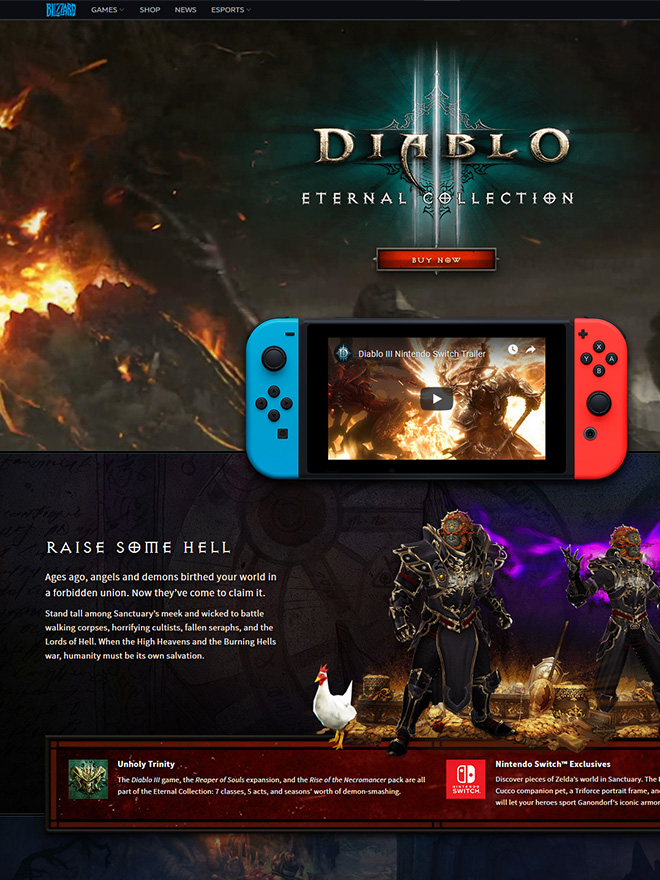 BLIZZARD GAMES SHOP NEWS ESPORTS
DIABLO
ETERNAL COLLECTION
BUY NOW
Diablo III Nintendo Switch Trailer
X
Y A
B
RAISE SOME HELL
Ages ago, angels and demons birthed your world in
a forbidden union. Now they've come to claim it.
Stand tall among Sanctuary's meek and wicked to battle
walking corpses, horrifying cultists, fallen seraphs, and the
Lords of Hell. When the High Heavens and the Burning Hells
war, humanity must be its own salvation.
Unholy Trinity
The Diablo III game, the Reaper of Souls expansion, and the Rise of the Necromancer pack are all
part of the Eternal Collection: 7 classes, 5 acts, and seasons' worth of demon-smashing.
NINTENDO
SWITCH
Nintendo Switch™ Exclusives
Discover pieces of Zelda's world in Sanctuary. The
Cucco companion pet, a Triforce portrait frame, and
will let your heroes sport Ganondorf's iconic armor